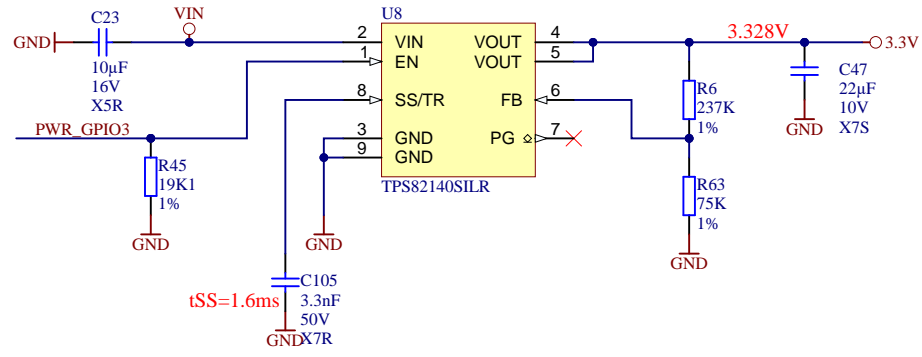 C23
GND
10µF
16V
X5R
VIN
PWR_GPIO3
R45
19K1
1%
GND
U8
2 VIN VOUT 4
1 EN VOUT 5
8 SS/TR FB 6
3 GND PG 7
9 GND
TPS82140SILR
GND
C105
3.3nF
50V
X7R
tSS=1.6ms
GND
3.328V
3.3V
R6
237K
1%
C47
22µF
10V
X7S
GND
R63
75K
1%
GND